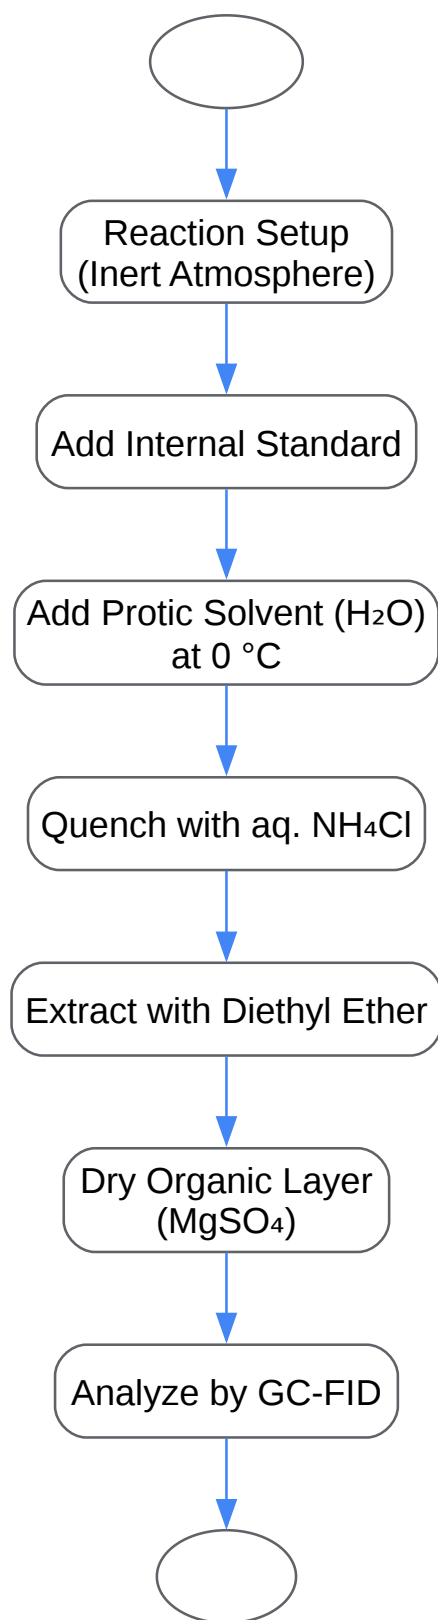 Reaction Setup
(Inert Atmosphere)
Add Internal Standard
Add Protic Solvent (H₂O)
at 0 °C
Quench with aq. NH₄Cl
Extract with Diethyl Ether
Dry Organic Layer
(MgSO₄)
Analyze by GC-FID